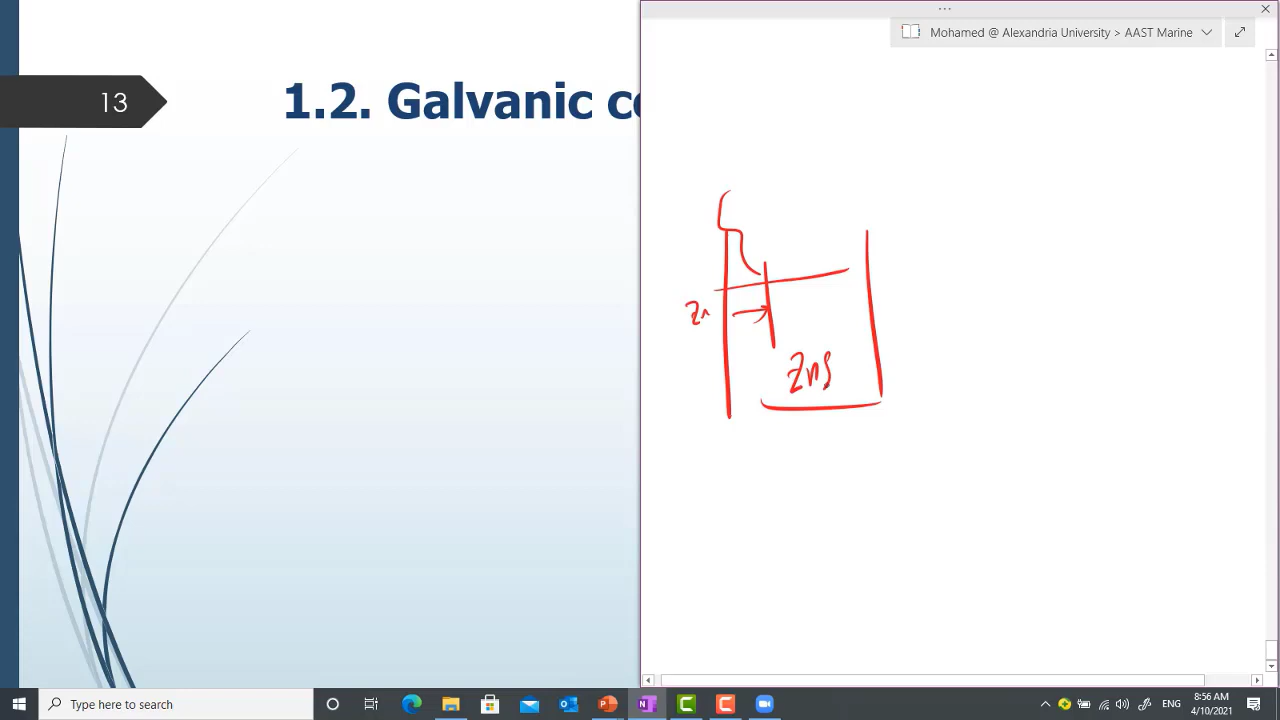 13
1.2. Galvanic ce
Mohamed @ Alexandria University > AAST Marine
Zn
ZnS
Type here to search
ENG
8:56 AM
4/10/2021